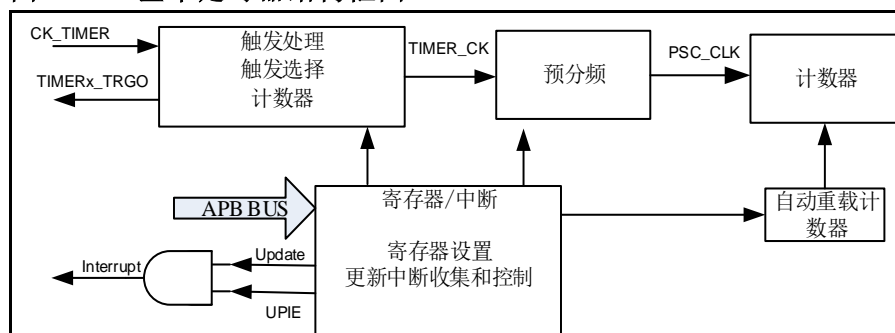 CK_TIMER
TIMERx_TRGO
触发处理
触发选择
计数器
TIMER_CK
预分频
PSC_CLK
计数器
APB BUS
寄存器/中断
寄存器设置
更新中断收集和控制
自动重载计
数器
Interrupt
Update
UPIE